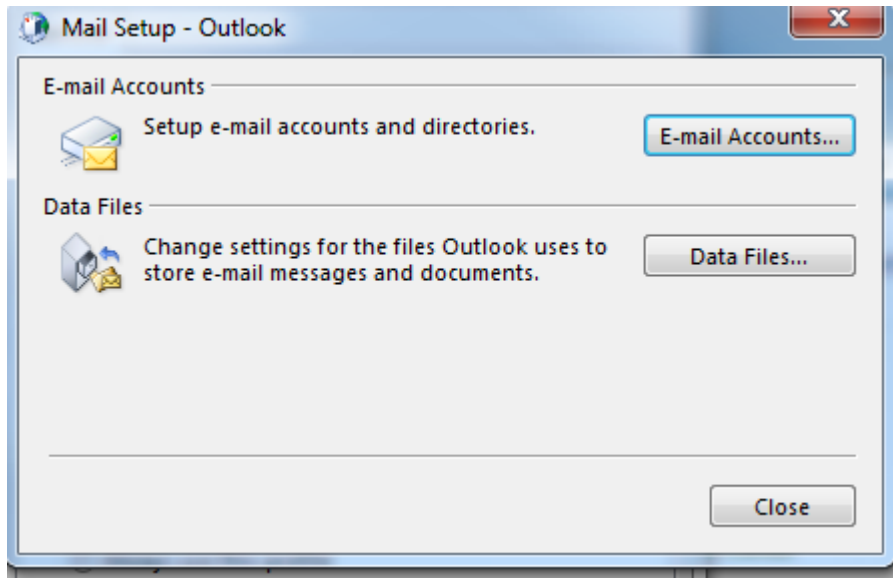 Mail Setup - Outlook
E-mail Accounts
Setup e-mail accounts and directories.
E-mail Accounts...
Data Files
Change settings for the files Outlook uses to
store e-mail messages and documents.
Data Files...
Close